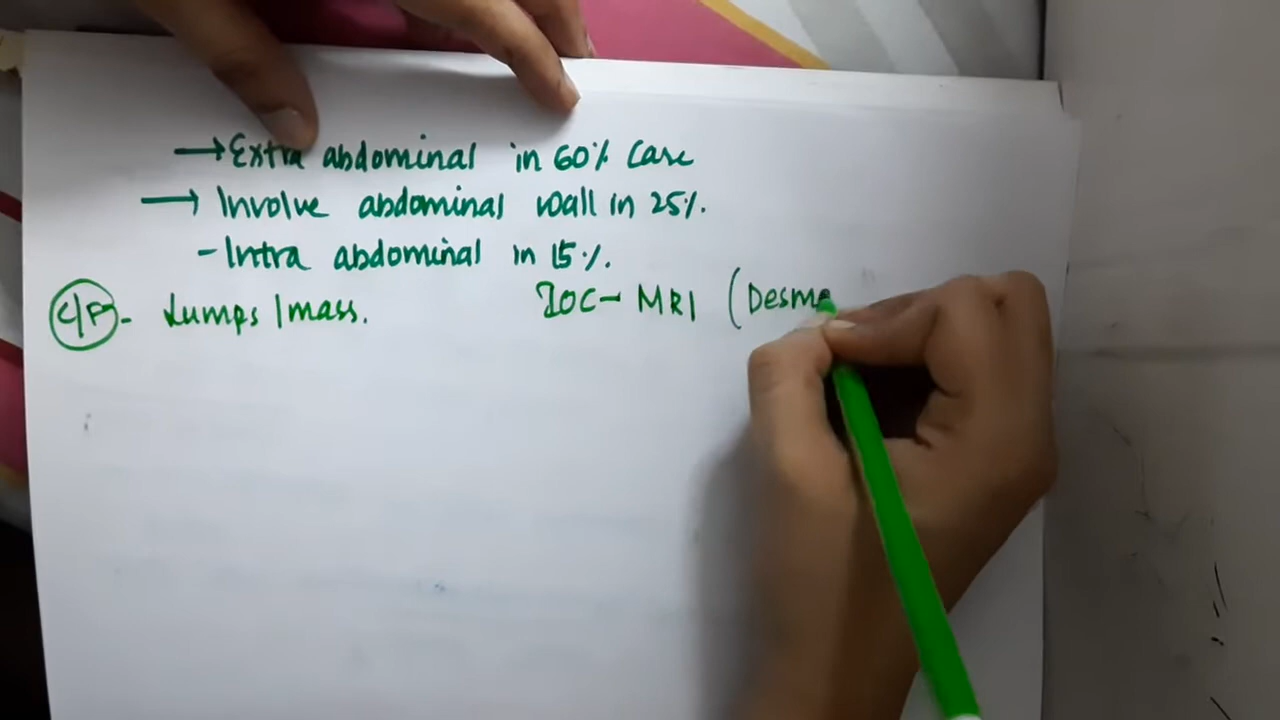 → Extra abdominal in 60% Case
→ Involve abdominal wall in 25%.
- Intra abdominal in 15%.
C/P - Lumps / mass. IOC - MRI (Desmo